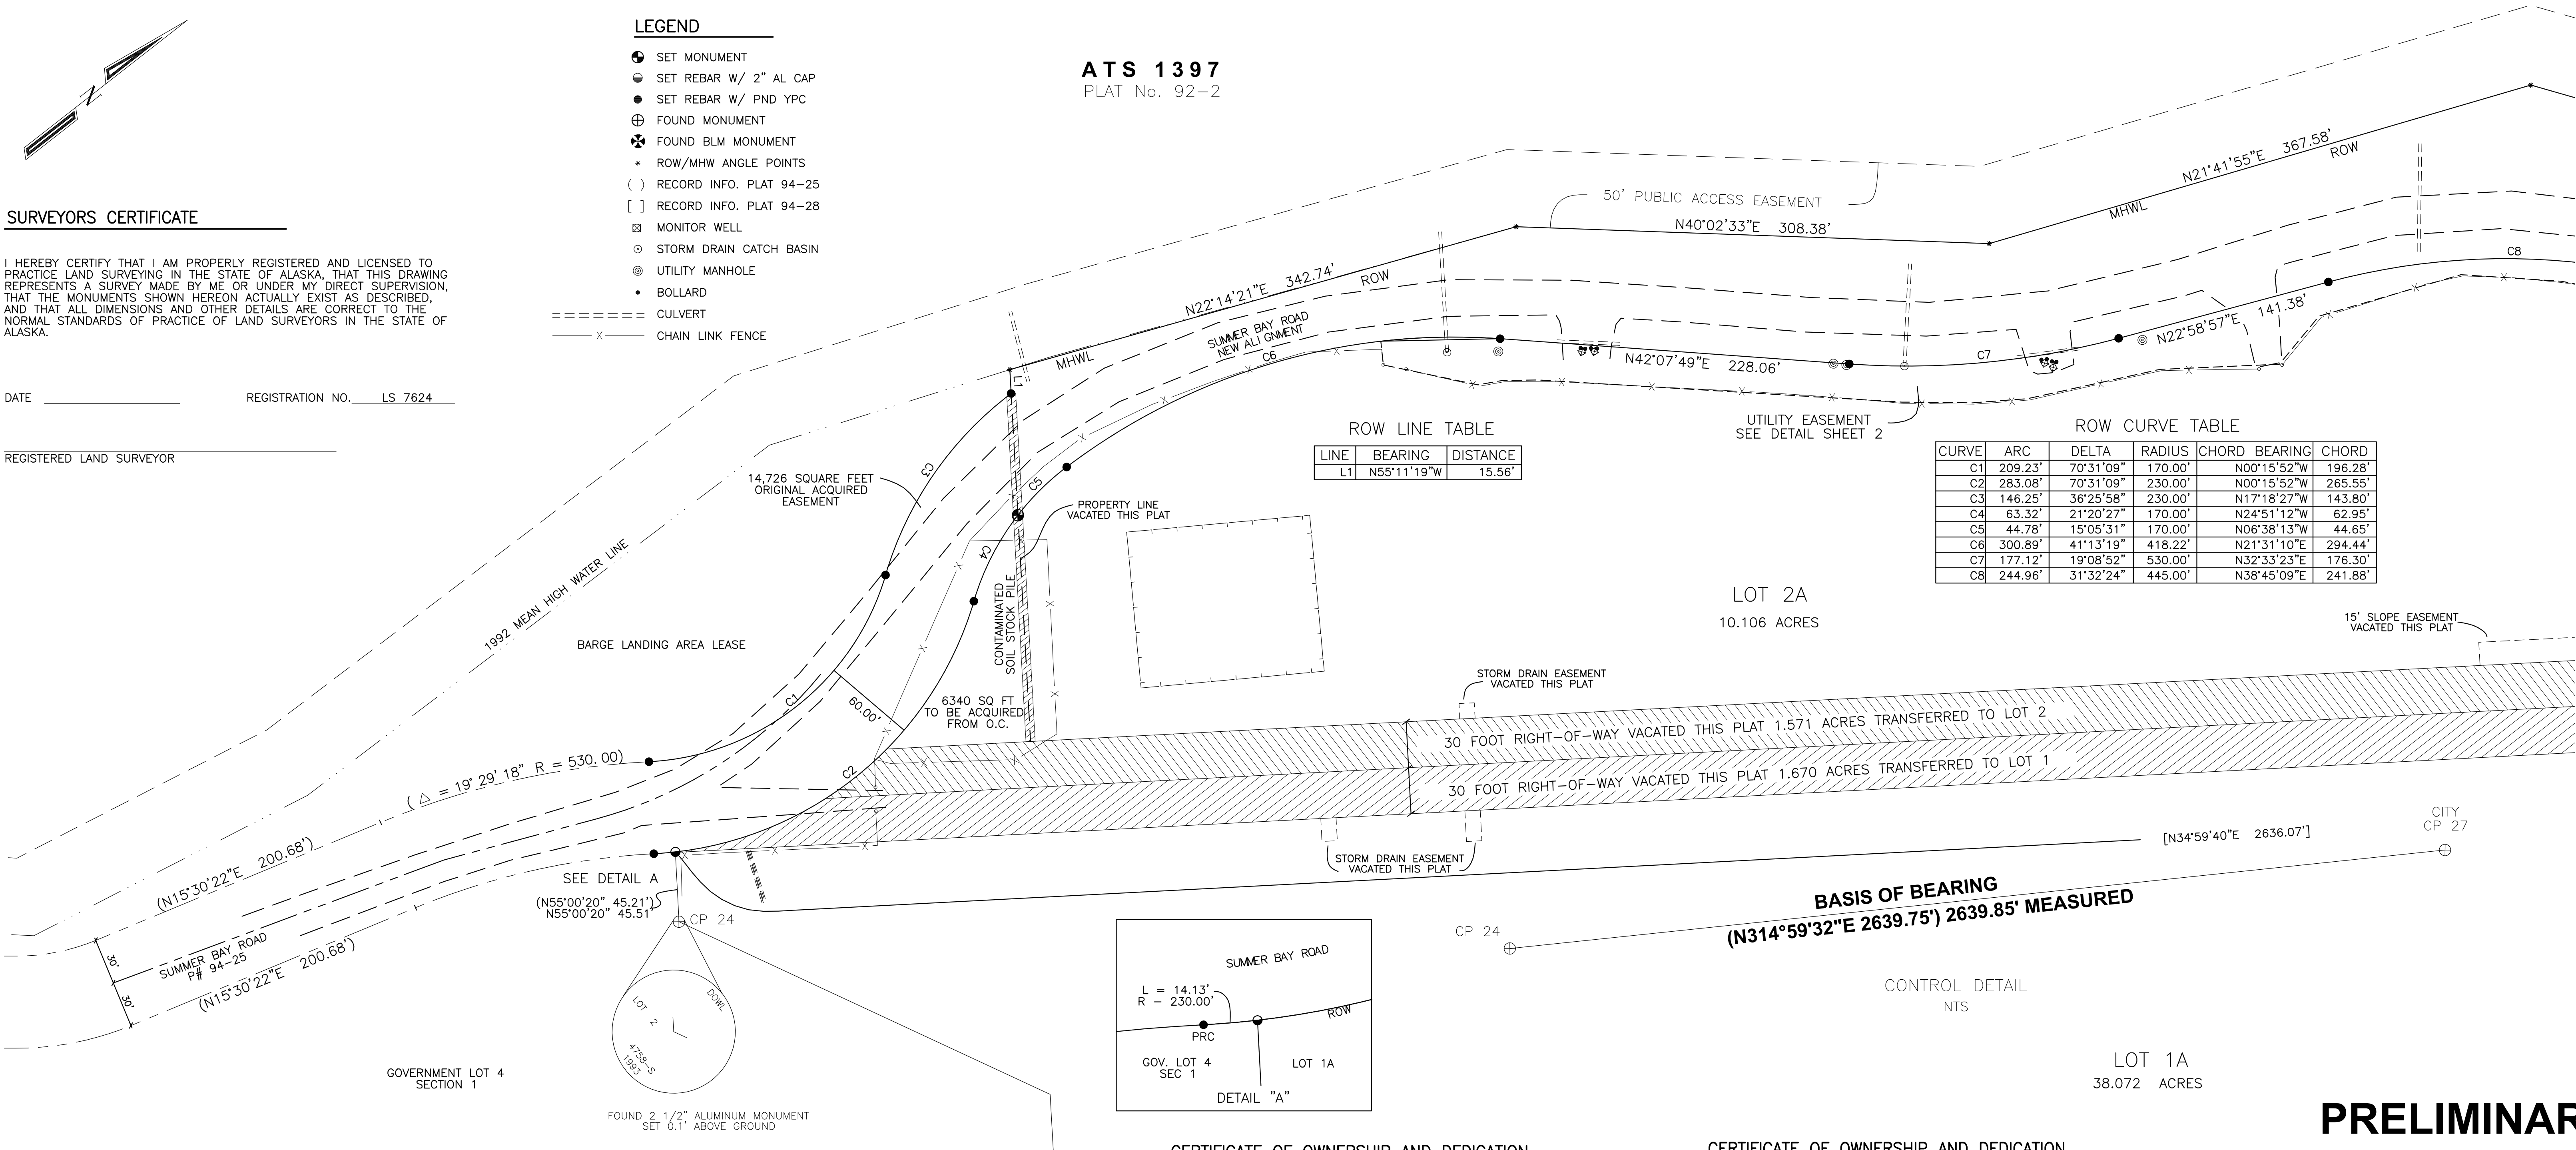 N
LEGEND
SET MONUMENT
SET REBAR W/ 2" AL CAP
SET REBAR W/ PND YPC
FOUND MONUMENT
FOUND BLM MONUMENT
ROW/MHW ANGLE POINTS
( ) RECORD INFO. PLAT 94-25
[ ] RECORD INFO. PLAT 94-28
MONITOR WELL
STORM DRAIN CATCH BASIN
UTILITY MANHOLE
BOLLARD
CULVERT
X CHAIN LINK FENCE
ATS 1397
PLAT No. 92-2
SURVEYORS CERTIFICATE
I HEREBY CERTIFY THAT I AM PROPERLY REGISTERED AND LICENSED TO
PRACTICE LAND SURVEYING IN THE STATE OF ALASKA, THAT THIS DRAWING
REPRESENTS A SURVEY MADE BY ME OR UNDER MY DIRECT SUPERVISION,
THAT THE MONUMENTS SHOWN HEREON ACTUALLY EXIST AS DESCRIBED,
AND THAT ALL DIMENSIONS AND OTHER DETAILS ARE CORRECT TO THE
NORMAL STANDARDS OF PRACTICE OF LAND SURVEYORS IN THE STATE OF
ALASKA.
DATE
REGISTRATION NO. LS 7624
REGISTERED LAND SURVEYOR
N21°41'55"E 367.58'
ROW
MHWL
50' PUBLIC ACCESS EASEMENT
N40°02'33"E 308.38'
N22°14'21"E 342.74'
ROW
MHWL
L1
SUMMER BAY ROAD
NEW ALIGNMENT
C6
N42°07'49"E 228.06'
C7
N22°58'57"E 141.38'
C8
UTILITY EASEMENT
SEE DETAIL SHEET 2
ROW LINE TABLE
LINE BEARING DISTANCE
L1 N55°11'19"W 15.56'
ROW CURVE TABLE
CURVE ARC DELTA RADIUS CHORD BEARING CHORD
C1 209.23' 70°31'09" 170.00' N00°15'52"W 196.28'
C2 283.08' 70°31'09" 230.00' N00°15'52"W 265.55'
C3 146.25' 36°25'58" 230.00' N17°18'27"W 143.80'
C4 63.32' 21°20'27" 170.00' N24°51'12"W 62.95'
C5 44.78' 15°05'31" 170.00' N06°38'13"W 44.65'
C6 300.89' 41°13'19" 418.22' N21°31'10"E 294.44'
C7 177.12' 19°08'52" 530.00' N32°33'23"E 176.30'
C8 244.96' 31°32'24" 445.00' N38°45'09"E 241.88'
C3
14,726 SQUARE FEET
ORIGINAL ACQUIRED
EASEMENT
C5
PROPERTY LINE
VACATED THIS PLAT
C4
CONTAMINATED
SOIL STOCK PILE
1992 MEAN HIGH WATER LINE
BARGE LANDING AREA LEASE
C1
60.00'
6340 SQ FT
TO BE ACQUIRED
FROM O.C.
C2
LOT 2A
10.106 ACRES
15' SLOPE EASEMENT
VACATED THIS PLAT
STORM DRAIN EASEMENT
VACATED THIS PLAT
30 FOOT RIGHT-OF-WAY VACATED THIS PLAT 1.571 ACRES TRANSFERRED TO LOT 2
30 FOOT RIGHT-OF-WAY VACATED THIS PLAT 1.670 ACRES TRANSFERRED TO LOT 1
STORM DRAIN EASEMENT
VACATED THIS PLAT
( △ = 19° 29' 18" R = 530.00)
(N15°30'22"E 200.68')
SUMMER BAY ROAD
P# 94-25
(N15°30'22"E 200.68')
30'
30'
SEE DETAIL A
(N55°00'20" 45.21')
N55°00'20" 45.51'
CP 24
LOT 2
DOWL
4758-S
1993
FOUND 2 1/2" ALUMINUM MONUMENT
SET 0.1' ABOVE GROUND
GOVERNMENT LOT 4
SECTION 1
SUMMER BAY ROAD
L = 14.13'
R - 230.00'
ROW
PRC
GOV. LOT 4
SEC 1
LOT 1A
DETAIL "A"
[N34°59'40"E 2636.07']
CITY
CP 27
CP 24
BASIS OF BEARING
(N314°59'32"E 2639.75') 2639.85' MEASURED
CONTROL DETAIL
NTS
LOT 1A
38.072 ACRES
PRELIMINAR
CERTIFICATE OF OWNERSHIP AND DEDICATION
CERTIFICATE OF OWNERSHIP AND DEDICATION